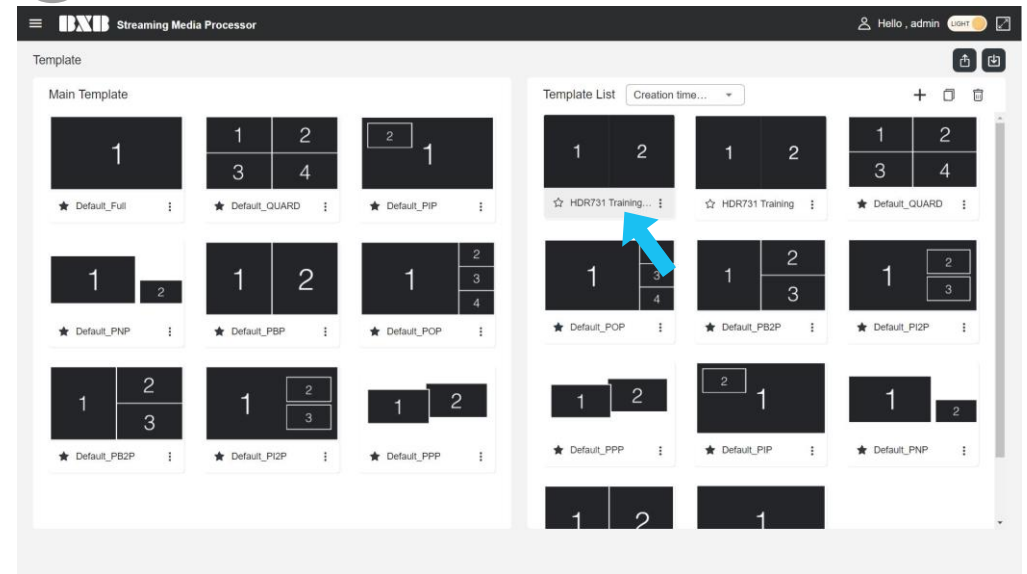 BXB Streaming Media Processor
Hello , admin LIGHT
Template
Main Template
1
1 2
3 4
2 1
Default_Full
Default_QUARD
Default_PIP
1 2
1 2
1 2 3 4
Default_PNP
Default_PBP
Default_POP
1 2 3
1 2 3
1 2
Default_PB2P
Default_PI2P
Default_PPP
Template List Creation time...
1 2
1 2
1 2
3 4
HDR731 Training...
HDR731 Training
Default_QUARD
1 3 4
1 2 3
1 2 3
Default_POP
Default_PB2P
Default_PI2P
1 2
2 1
1 2
Default_PPP
Default_PIP
Default_PNP
1 2
1